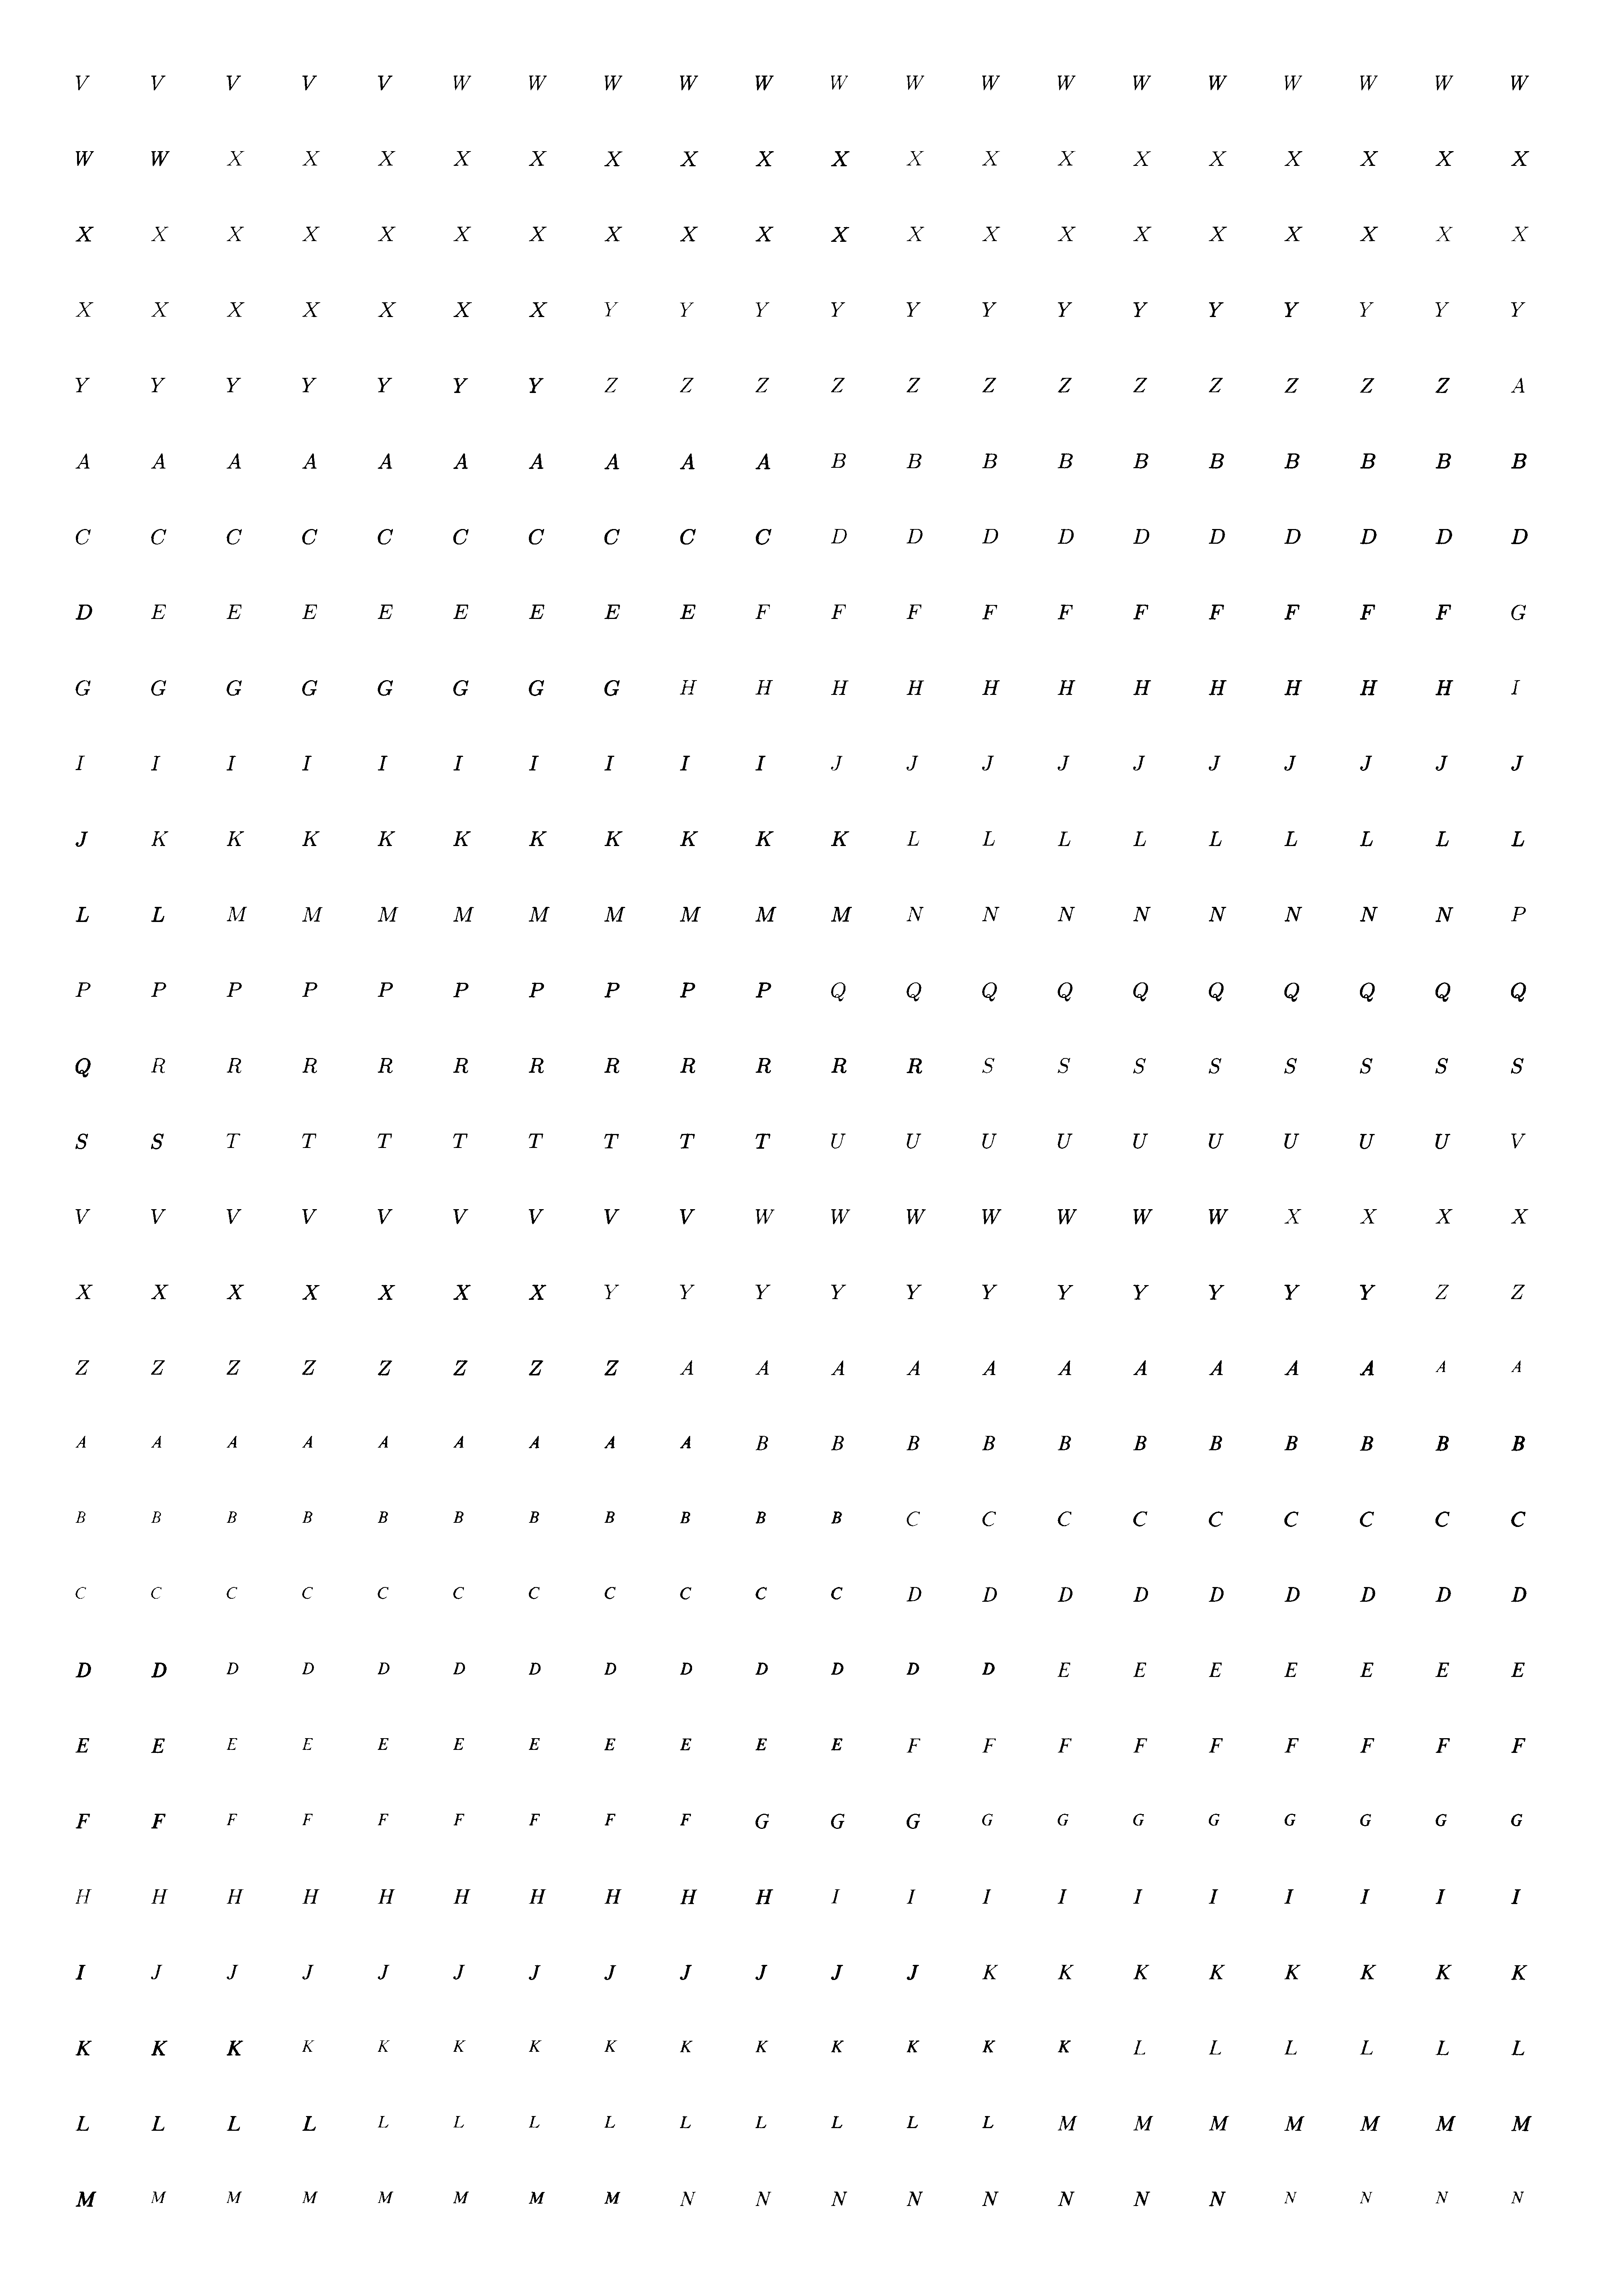 V V V V V W W W W W W W W W W W W W W W
W W X X X X X X X X X X X X X X X X X X
X X X X X X X X X X X X X X X X X X X X
X X X X X X X Y Y Y Y Y Y Y Y Y Y Y Y Y
Y Y Y Y Y Y Y Z Z Z Z Z Z Z Z Z Z Z Z A
A A A A A A A A A A B B B B B B B B B B
C C C C C C C C C C D D D D D D D D D D
D E E E E E E E E F F F F F F F F F F G
G G G G G G G G H H H H H H H H H H H I
I I I I I I I I I I J J J J J J J J J J
J K K K K K K K K K K L L L L L L L L L
L L M M M M M M M M M N N N N N N N N P
P P P P P P P P P P Q Q Q Q Q Q Q Q Q Q
Q R R R R R R R R R R R S S S S S S S S
S S T T T T T T T T U U U U U U U U U V
V V V V V V V V V W W W W W W W X X X X
X X X X X X X Y Y Y Y Y Y Y Y Y Y Y Z Z
Z Z Z Z Z Z Z Z A A A A A A A A A A A A
A A A A A A A A A B B B B B B B B B B B
B B B B B B B B B B B C C C C C C C C C
C C C C C C C C C C C D D D D D D D D D
D D D D D D D D D D D D D E E E E E E E
E E E E E E E E E E E F F F F F F F F F
F F F F F F F F F G G G G G G G G G G G
H H H H H H H H H H I I I I I I I I I I
I J J J J J J J J J J J K K K K K K K K
K K K K K K K K K K K K K K L L L L L L
L L L L L L L L L L L L L M M M M M M M
M M M M M M M M N N N N N N N N N N N N